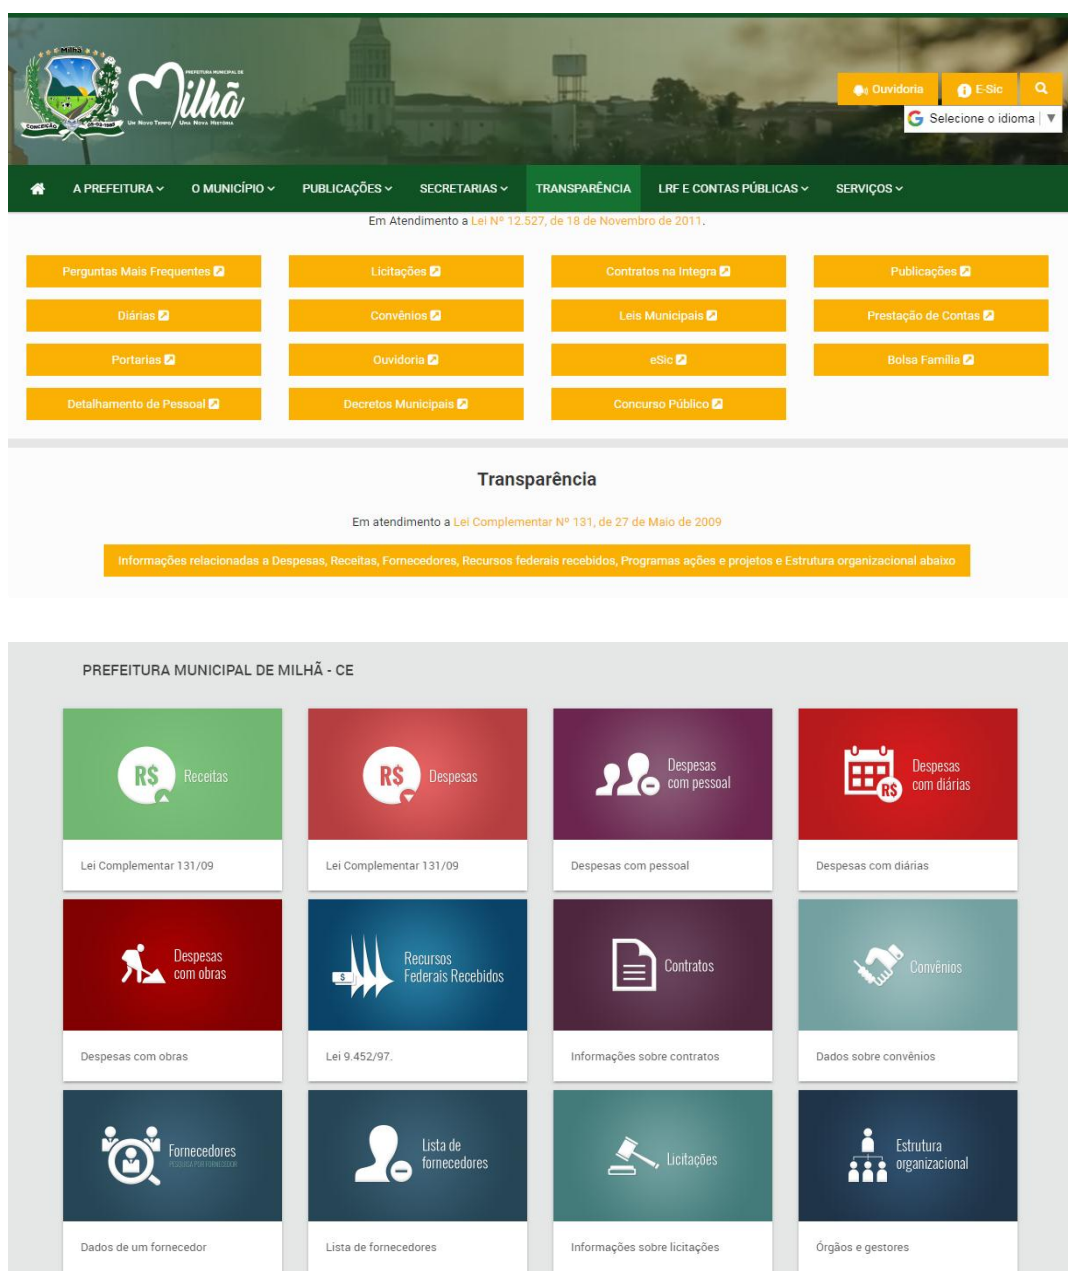 Milhã
CONCEIÇÃO
PREFEITURA MUNICIPAL DE
Milhã
Um Novo Tempo Uma Nova História
Ouvidoria
E-Sic
Selecione o idioma ▼
A PREFEITURA
O MUNICÍPIO
PUBLICAÇÕES
SECRETARIAS
TRANSPARÊNCIA
LRF E CONTAS PÚBLICAS
SERVIÇOS
Em Atendimento a Lei Nº 12.527, de 18 de Novembro de 2011.
Perguntas Mais Frequentes
Licitações
Contratos na Integra
Publicações
Diárias
Convênios
Leis Municipais
Prestação de Contas
Portarias
Ouvidoria
eSic
Bolsa Família
Detalhamento de Pessoal
Decretos Municipais
Concurso Público
Transparência
Em atendimento a Lei Complementar Nº 131, de 27 de Maio de 2009
Informações relacionadas a Despesas, Receitas, Fornecedores, Recursos federais recebidos, Programas ações e projetos e Estrutura organizacional abaixo
PREFEITURA MUNICIPAL DE MILHÃ - CE
R$ Receitas
R$ Despesas
Despesas
com pessoal
R$
Despesas
com diárias
Lei Complementar 131/09
Lei Complementar 131/09
Despesas com pessoal
Despesas com diárias
Despesas
com obras
$
Recursos
Federais Recebidos
Contratos
Convênios
Despesas com obras
Lei 9.452/97.
Informações sobre contratos
Dados sobre convênios
Fornecedores
PESQUISA POR FORNECEDOR
Lista de
fornecedores
Licitações
Estrutura
organizacional
Dados de um fornecedor
Lista de fornecedores
Informações sobre licitações
Órgãos e gestores